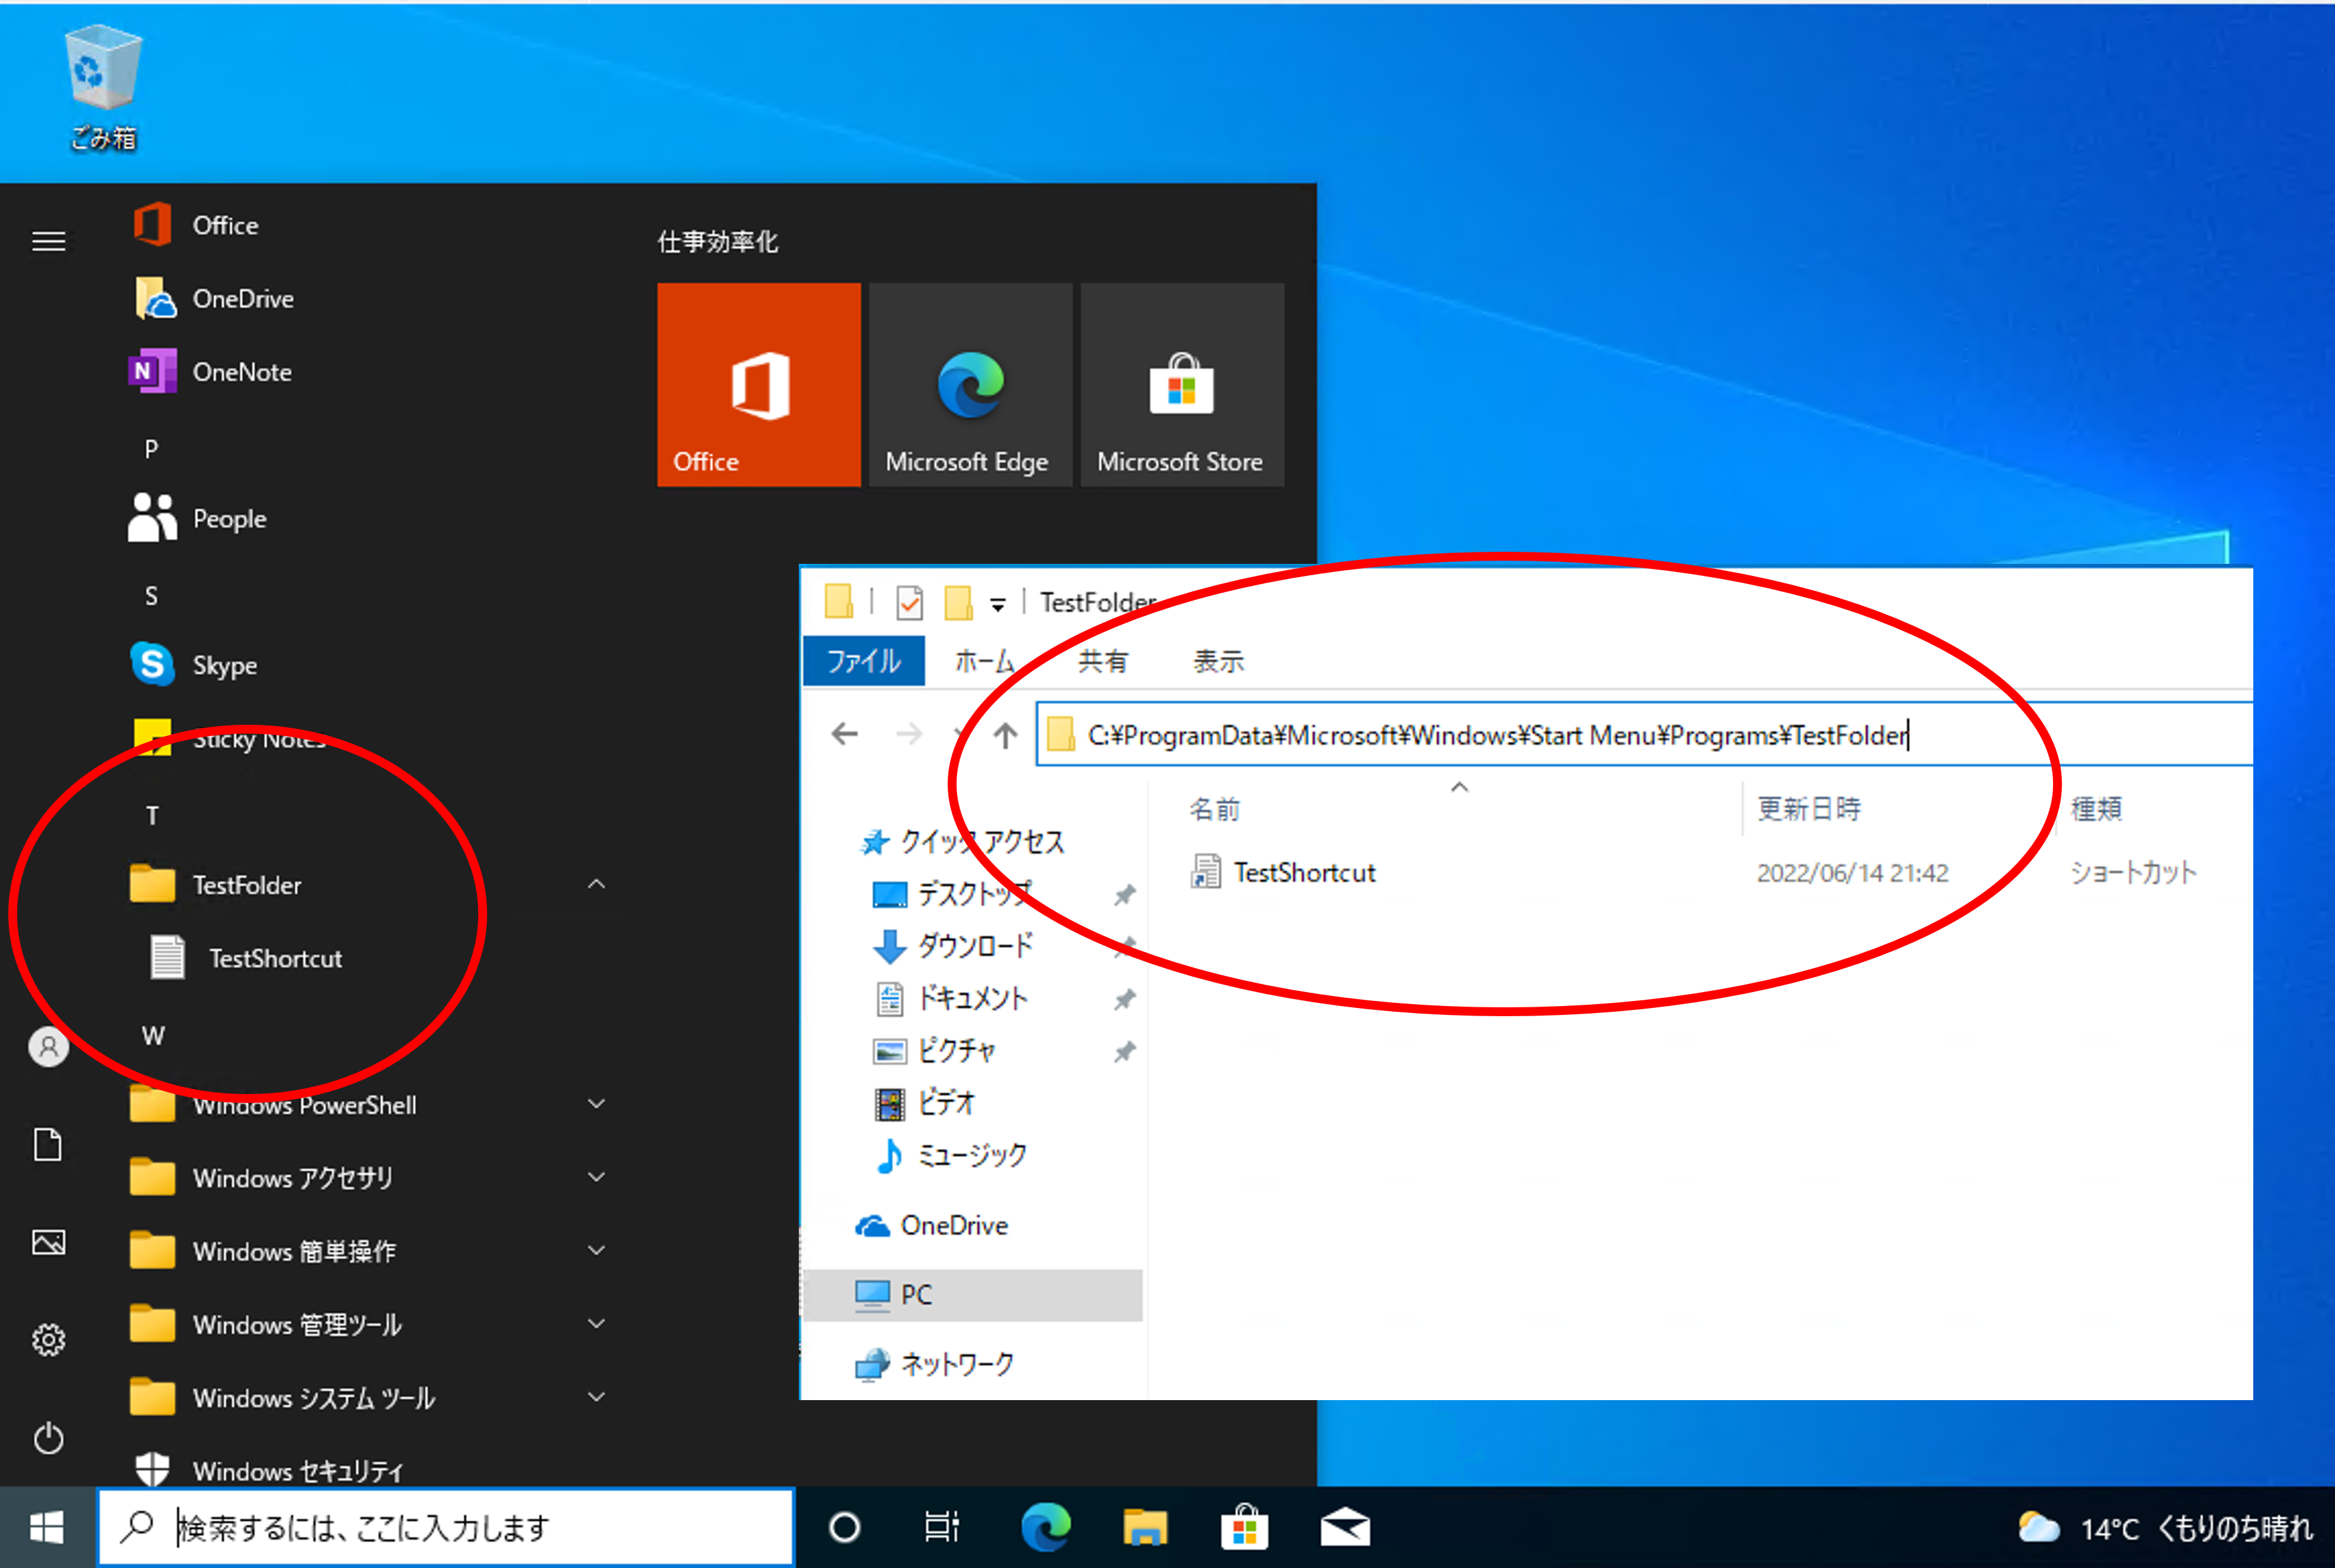 ごみ箱
Office
OneDrive
OneNote
P
People
S
Skype
Sticky Notes
T
TestFolder
TestShortcut
W
Windows PowerShell
Windows アクセサリ
Windows 簡単操作
Windows 管理ツール
Windows システム ツール
Windows セキュリティ
仕事効率化
Office
Microsoft Edge
Microsoft Store
TestFolder
ファイル ホーム 共有 表示
C:¥ProgramData¥Microsoft¥Windows¥Start Menu¥Programs¥TestFolder
クイック アクセス
デスクトップ
ダウンロード
ドキュメント
ピクチャ
ビデオ
ミュージック
OneDrive
PC
ネットワーク
名前 更新日時 種類
TestShortcut 2022/06/14 21:42 ショートカット
検索するには、ここに入力します
14°C くもりのち晴れ